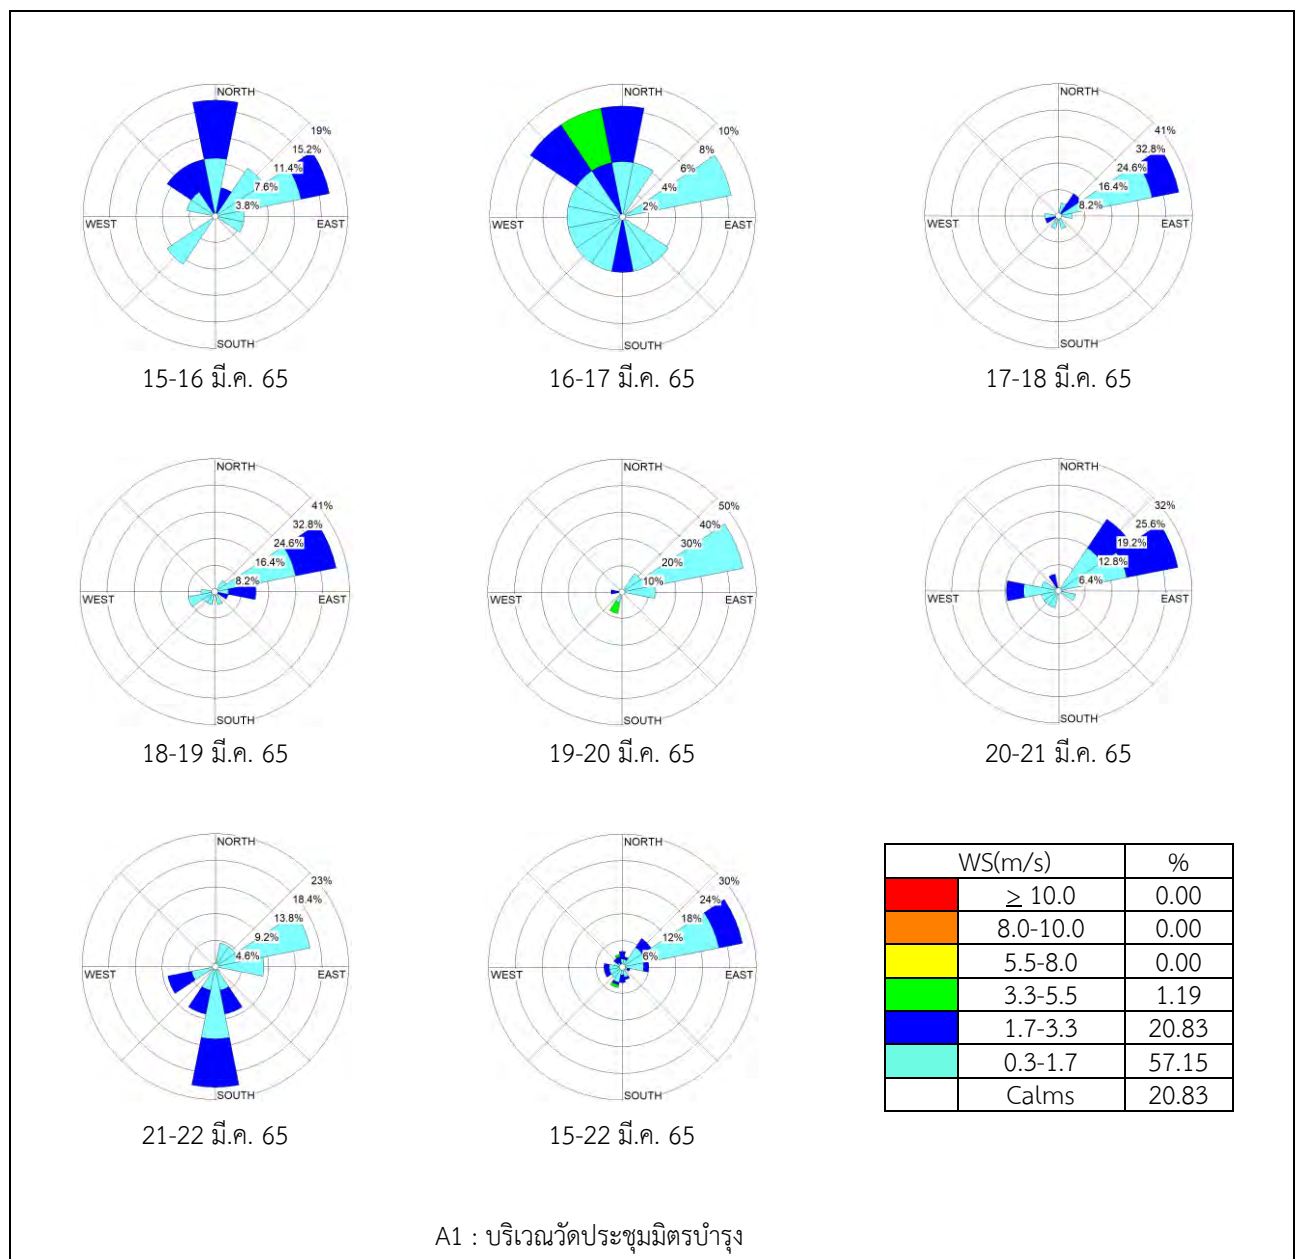 NORTH
19%
15.2%
11.4%
7.6%
3.8%
WEST
EAST
SOUTH
15-16 มี.ค. 65
NORTH
10%
8%
6%
4%
2%
WEST
EAST
SOUTH
16-17 มี.ค. 65
NORTH
41%
32.8%
24.6%
16.4%
8.2%
WEST
EAST
SOUTH
17-18 มี.ค. 65
NORTH
41%
32.8%
24.6%
16.4%
8.2%
WEST
EAST
SOUTH
18-19 มี.ค. 65
NORTH
50%
40%
30%
20%
10%
WEST
EAST
SOUTH
19-20 มี.ค. 65
NORTH
32%
25.6%
19.2%
12.8%
6.4%
WEST
EAST
SOUTH
20-21 มี.ค. 65
NORTH
23%
18.4%
13.8%
9.2%
4.6%
WEST
EAST
SOUTH
21-22 มี.ค. 65
NORTH
30%
24%
18%
12%
6%
WEST
EAST
SOUTH
15-22 มี.ค. 65
WS(m/s) %
≥ 10.0 0.00
8.0-10.0 0.00
5.5-8.0 0.00
3.3-5.5 1.19
1.7-3.3 20.83
0.3-1.7 57.15
Calms 20.83
A1 : บริเวณวัดประชุมมิตรบำรุง